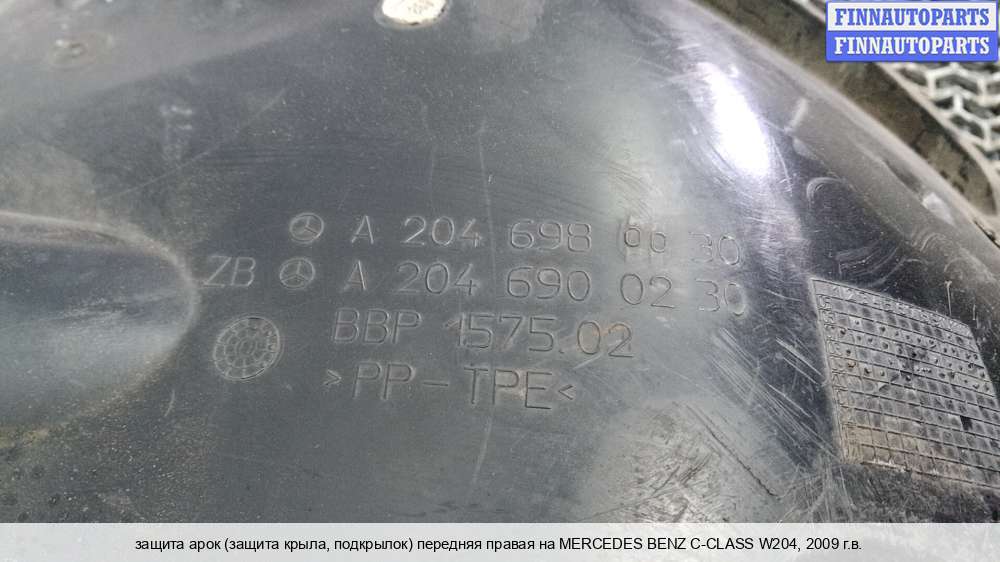 FINNAUTOPARTS
FINNAUTOPARTS
A 204 698 30
ZB A 204 690 02 30
BBP 1575.02
>PP-TPE<
защита арок (защита крыла, подкрылок) передняя правая на MERCEDES BENZ C-CLASS W204, 2009 г.в.